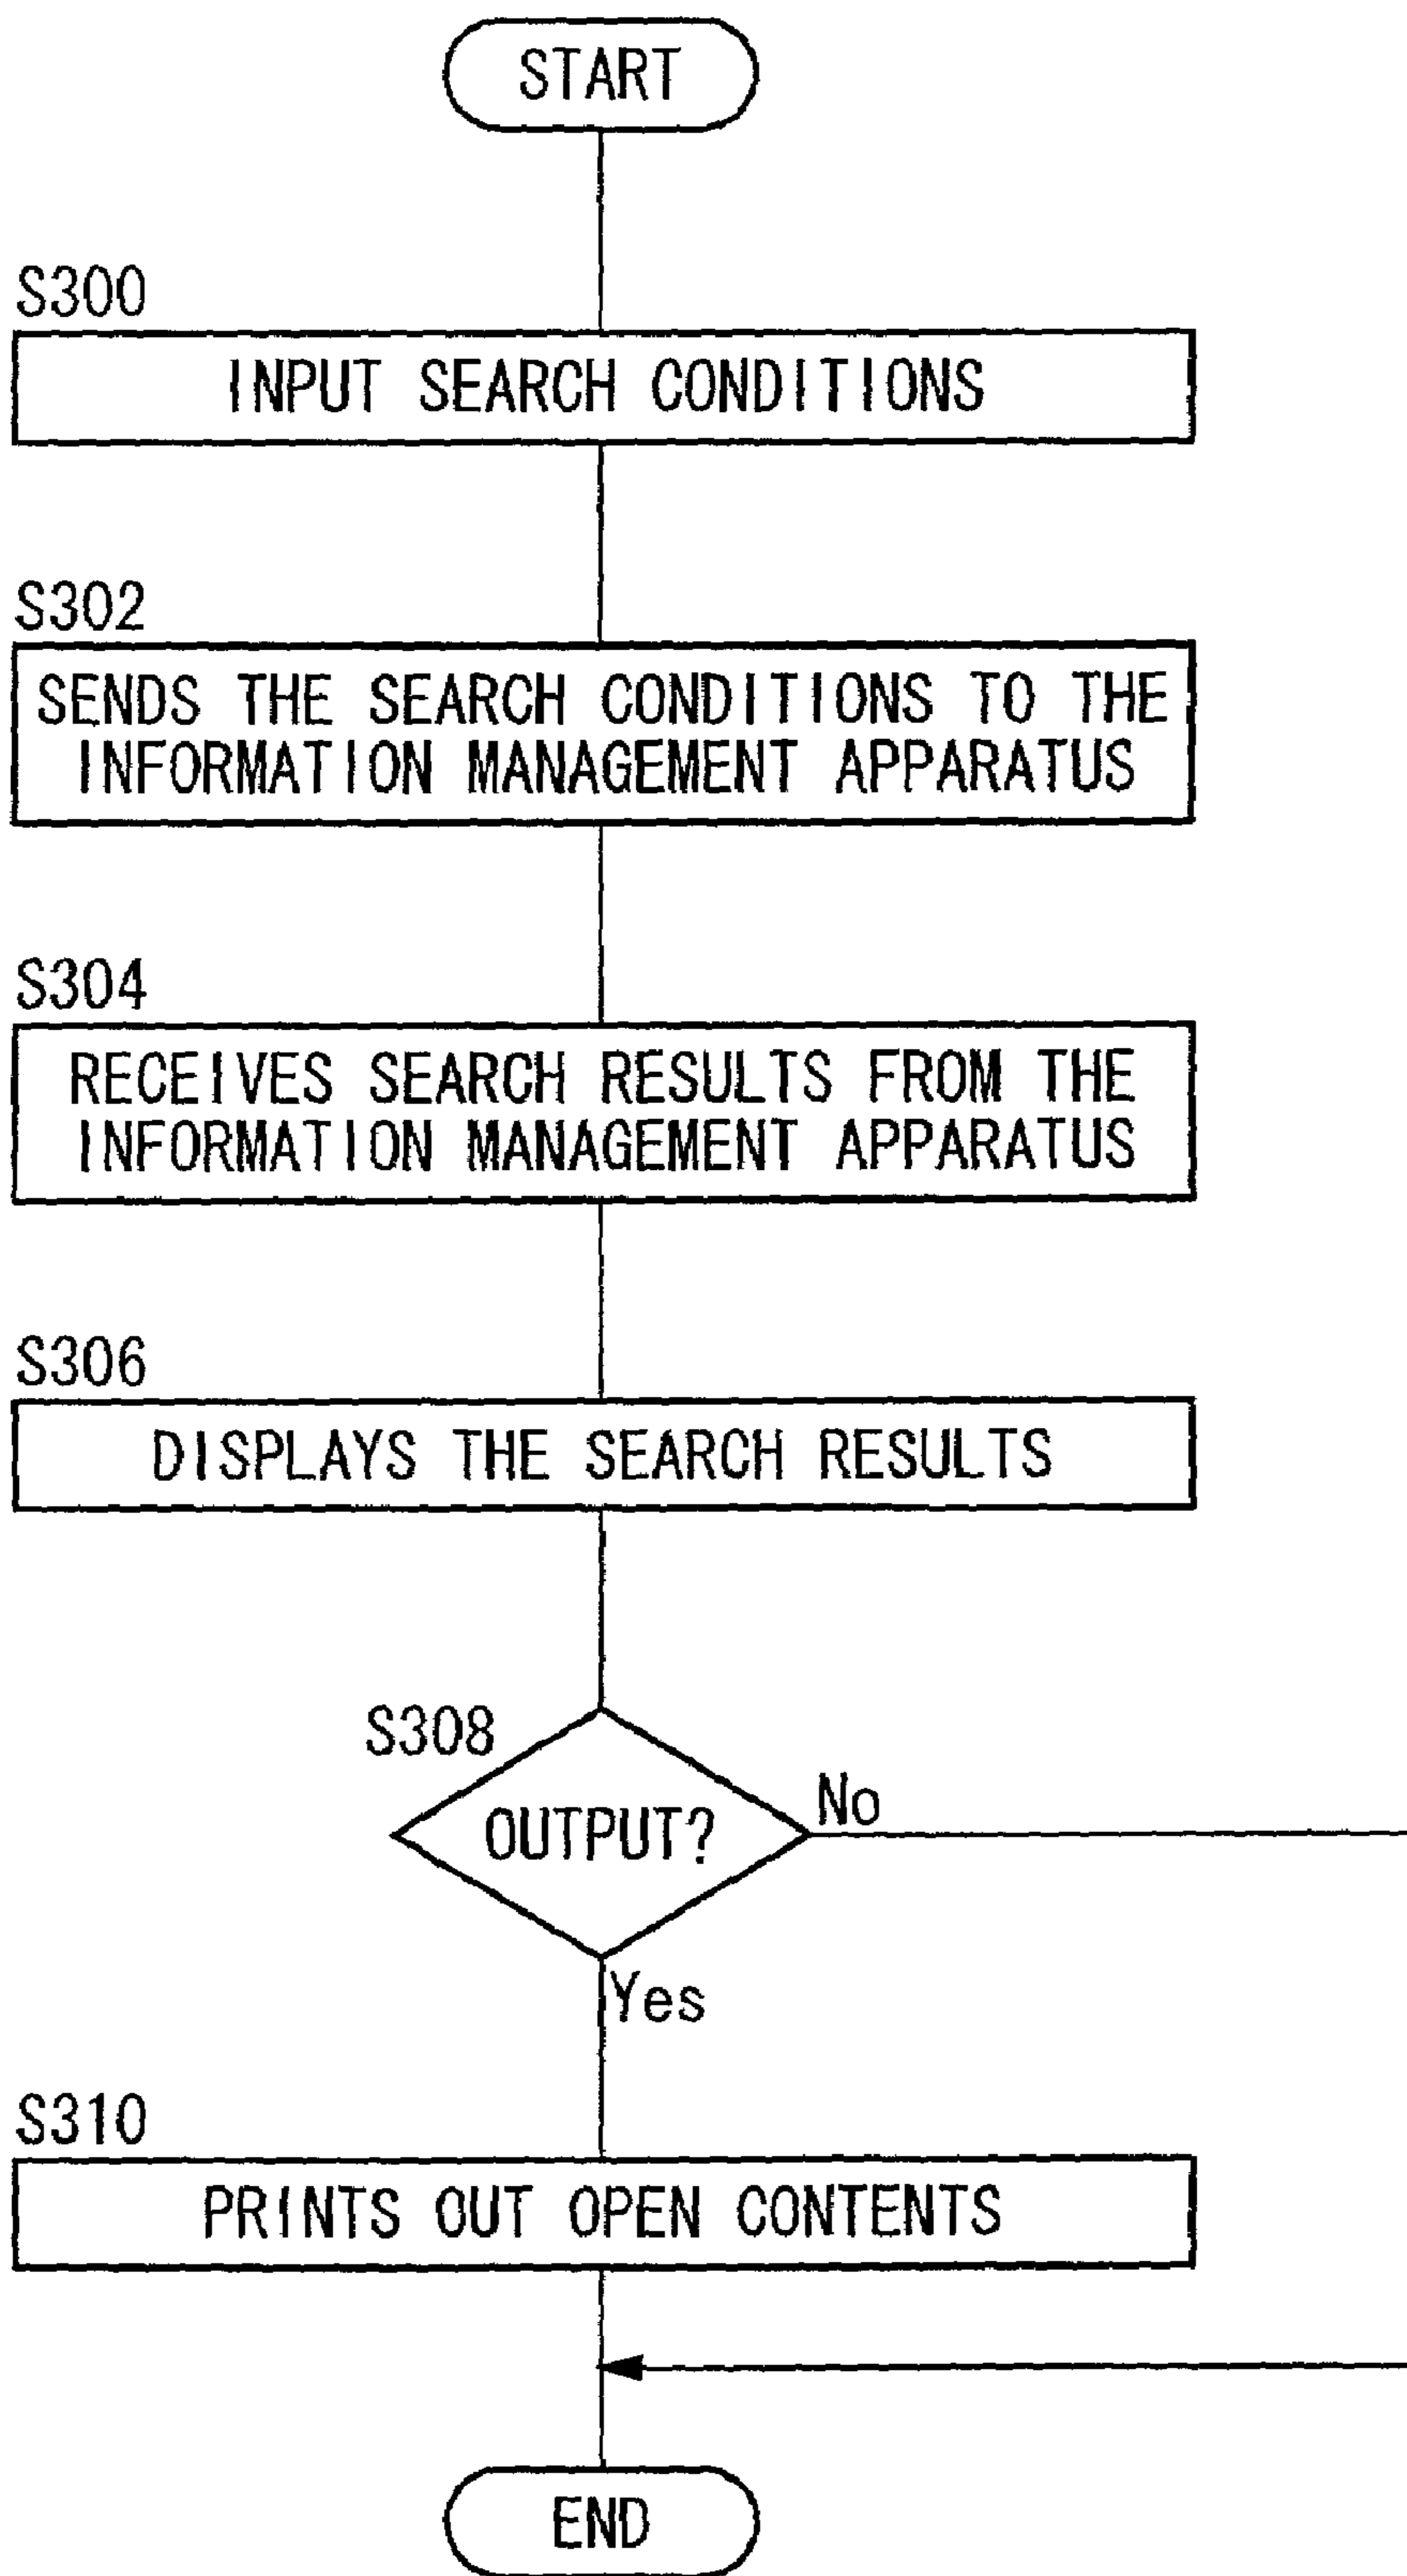 START
S300
INPUT SEARCH CONDITIONS
S302
SENDS THE SEARCH CONDITIONS TO THE
INFORMATION MANAGEMENT APPARATUS
S304
RECEIVES SEARCH RESULTS FROM THE
INFORMATION MANAGEMENT APPARATUS
S306
DISPLAYS THE SEARCH RESULTS
S308
OUTPUT?
No
Yes
S310
PRINTS OUT OPEN CONTENTS
END